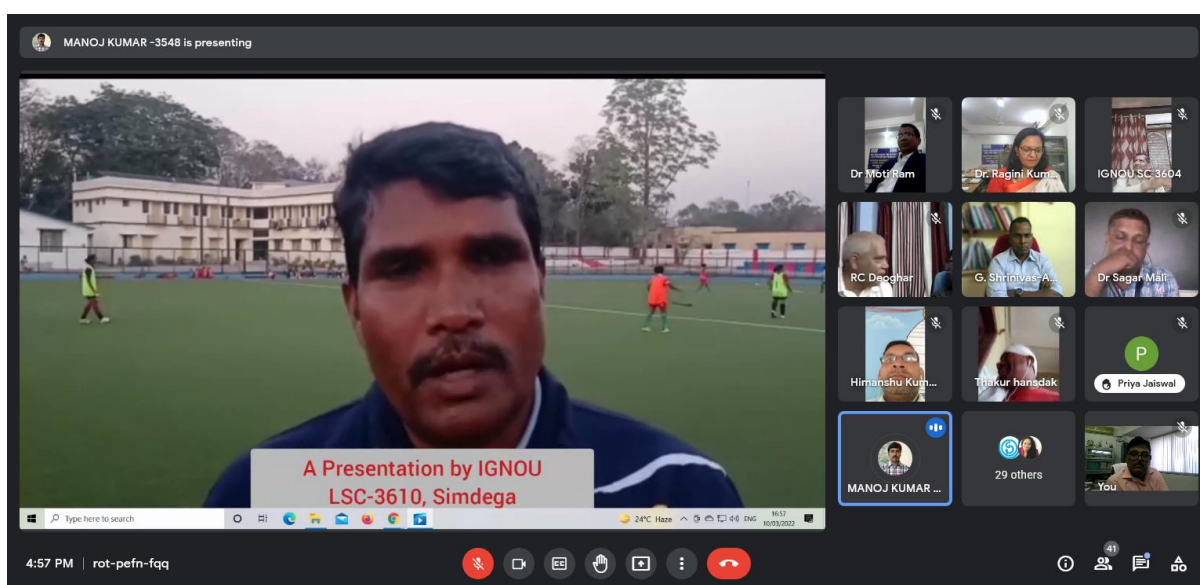 MANOJ KUMAR -3548 is presenting
A Presentation by IGNOU
LSC-3610, Simdega
Type here to search
24°C Haze
ENG
16:57
10/03/2022
Dr Moti Ram
Dr. Ragini Kum...
IGNOU SC 3604
RC Deoghar
G. Shrinivas-A...
Dr Sagar Mali
Himanshu Kum...
Thakur hansdak
P
Priya Jaiswal
MANOJ KUMAR ...
29 others
You
4:57 PM | rot-pefn-fqq
CC
41